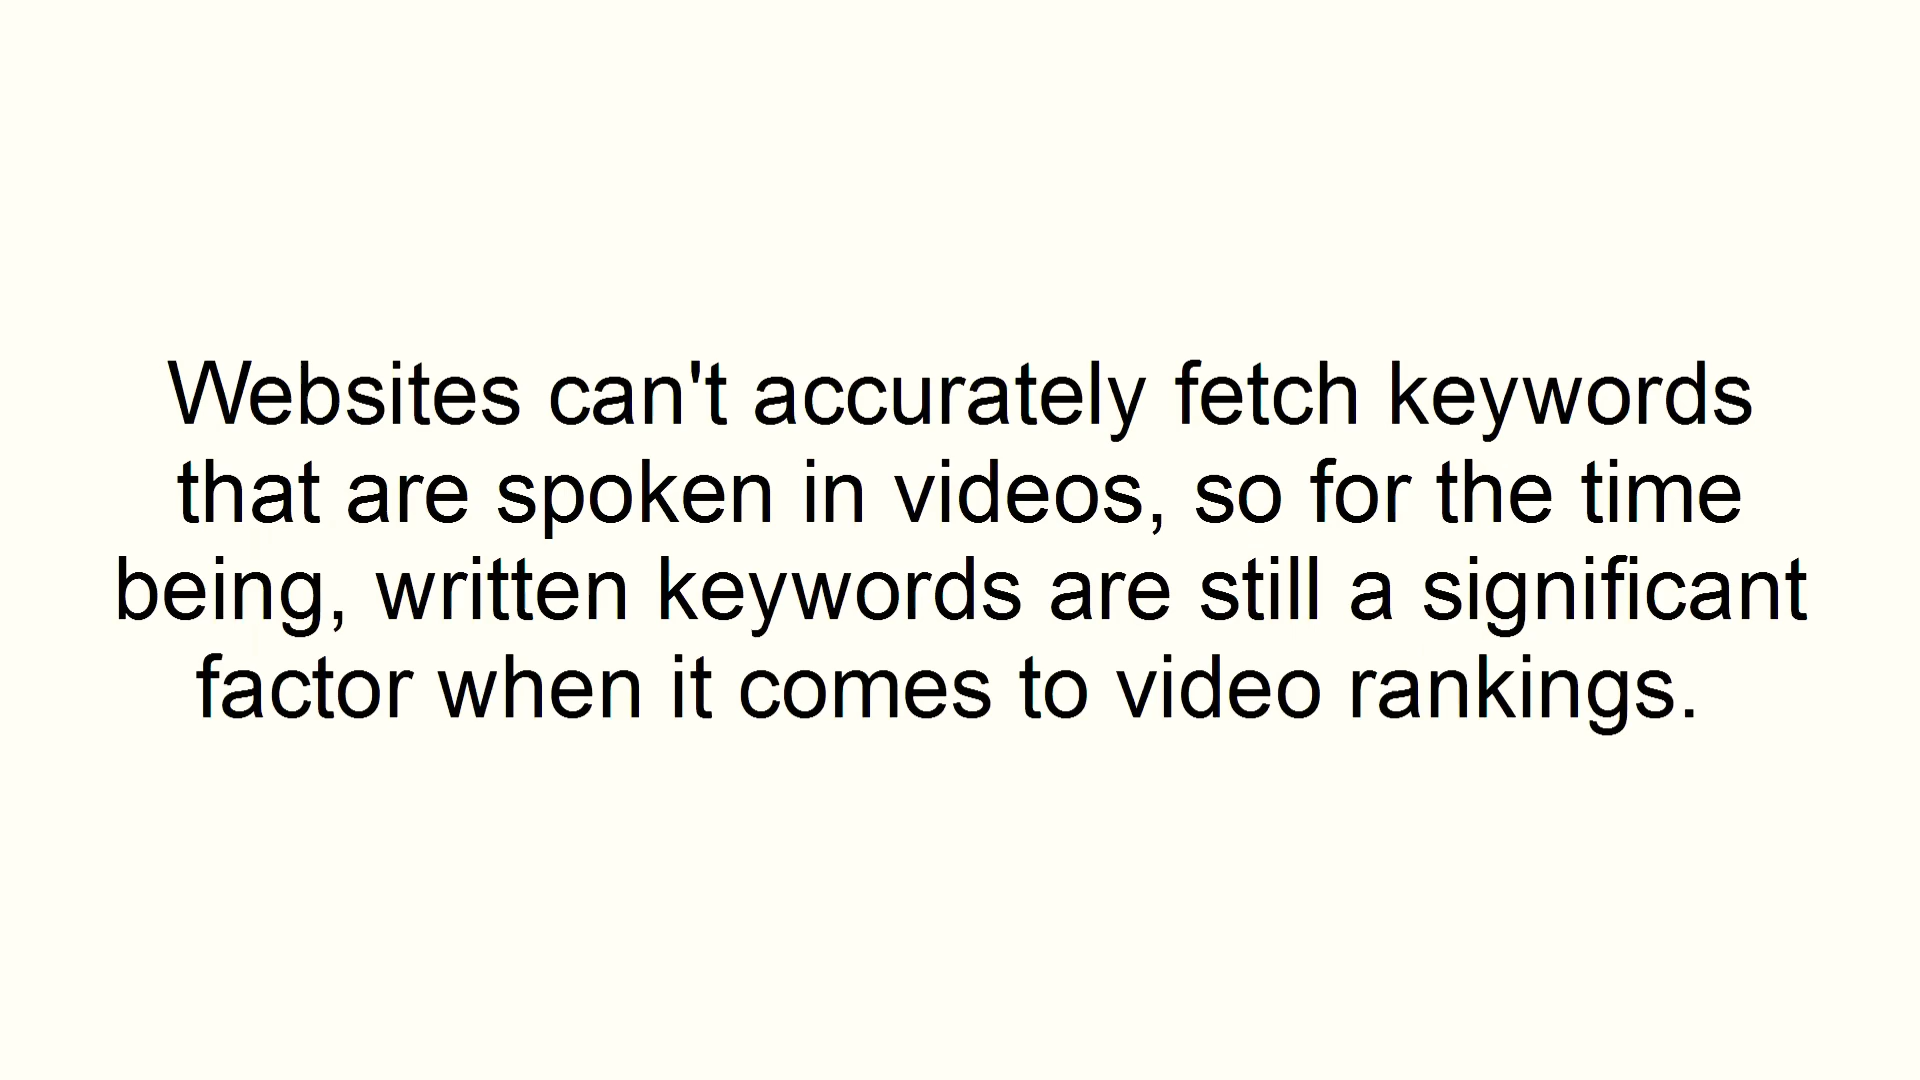 Websites can't accurately fetch keywords
that are spoken in videos, so for the time
being, written keywords are still a significant
factor when it comes to video rankings.